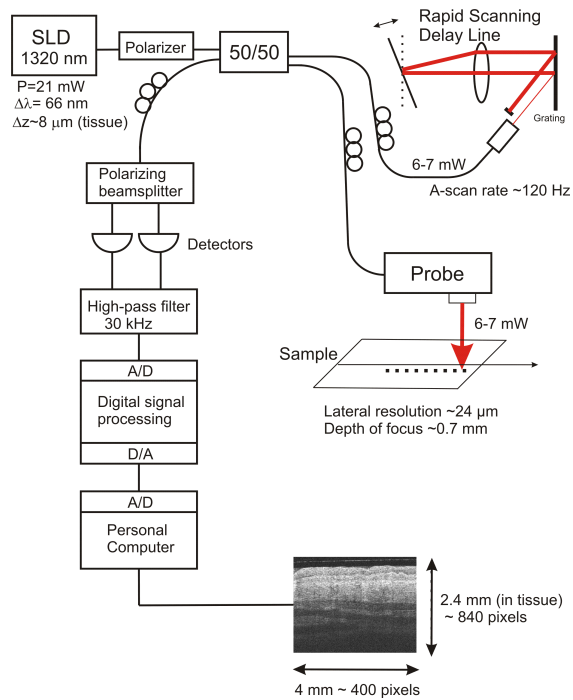 SLD
1320 nm
P=21 mW
Δλ= 66 nm
Δz~8 µm (tissue)
Polarizer
50/50
Rapid Scanning
Delay Line
Grating
6-7 mW
A-scan rate ~120 Hz
Polarizing
beamsplitter
Detectors
High-pass filter
30 kHz
Probe
6-7 mW
Sample
Lateral resolution ~24 µm
Depth of focus ~0.7 mm
A/D
Digital signal
processing
D/A
A/D
Personal
Computer
2.4 mm (in tissue)
~ 840 pixels
4 mm ~ 400 pixels